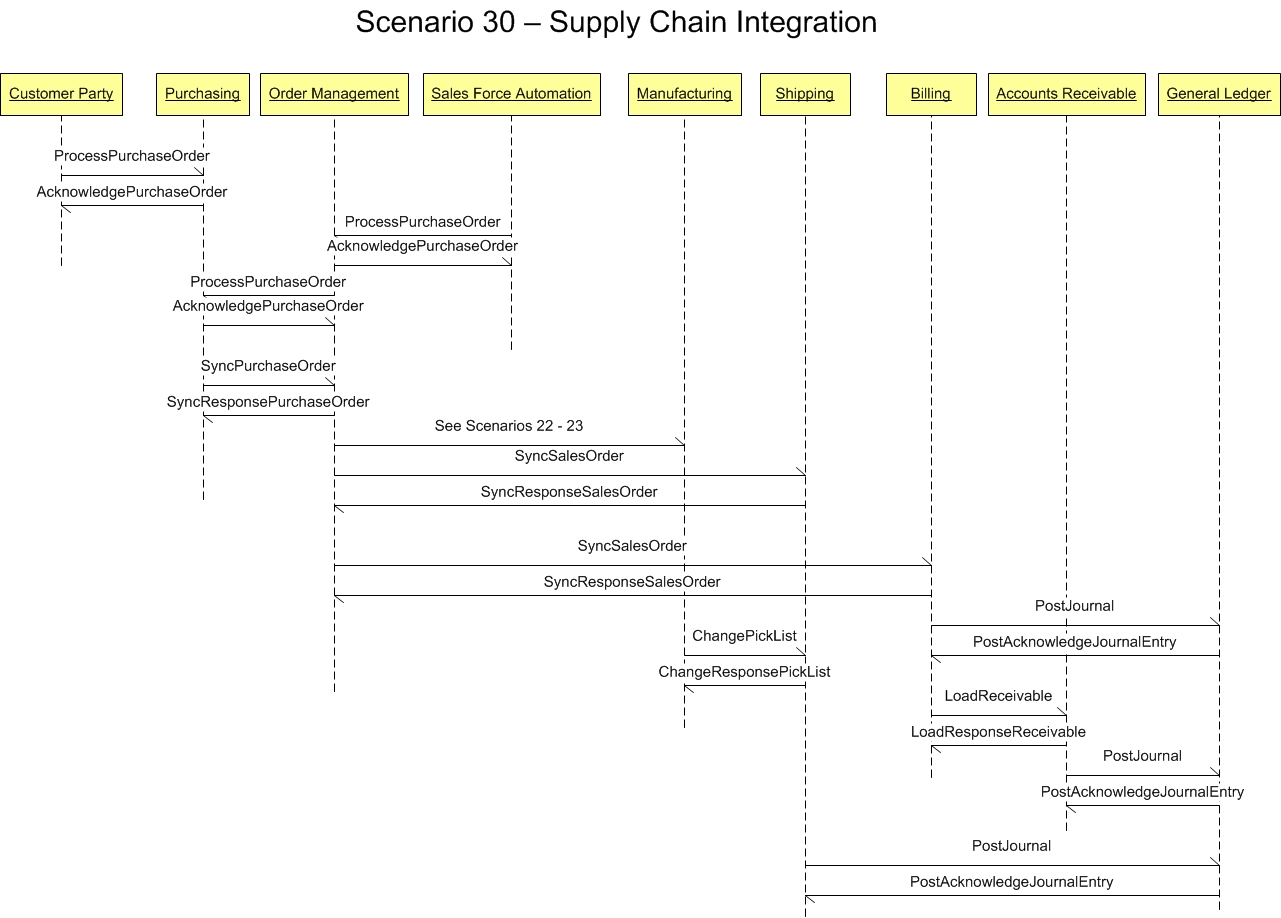 Scenario 30 – Supply Chain Integration
Customer Party
Purchasing
Order Management
Sales Force Automation
Manufacturing
Shipping
Billing
Accounts Receivable
General Ledger
ProcessPurchaseOrder
AcknowledgePurchaseOrder
ProcessPurchaseOrder
AcknowledgePurchaseOrder
ProcessPurchaseOrder
AcknowledgePurchaseOrder
SyncPurchaseOrder
SyncResponsePurchaseOrder
See Scenarios 22 - 23
SyncSalesOrder
SyncResponseSalesOrder
SyncSalesOrder
SyncResponseSalesOrder
PostJournal
ChangePickList
PostAcknowledgeJournalEntry
ChangeResponsePickList
LoadReceivable
LoadResponseReceivable
PostJournal
PostAcknowledgeJournalEntry
PostJournal
PostAcknowledgeJournalEntry